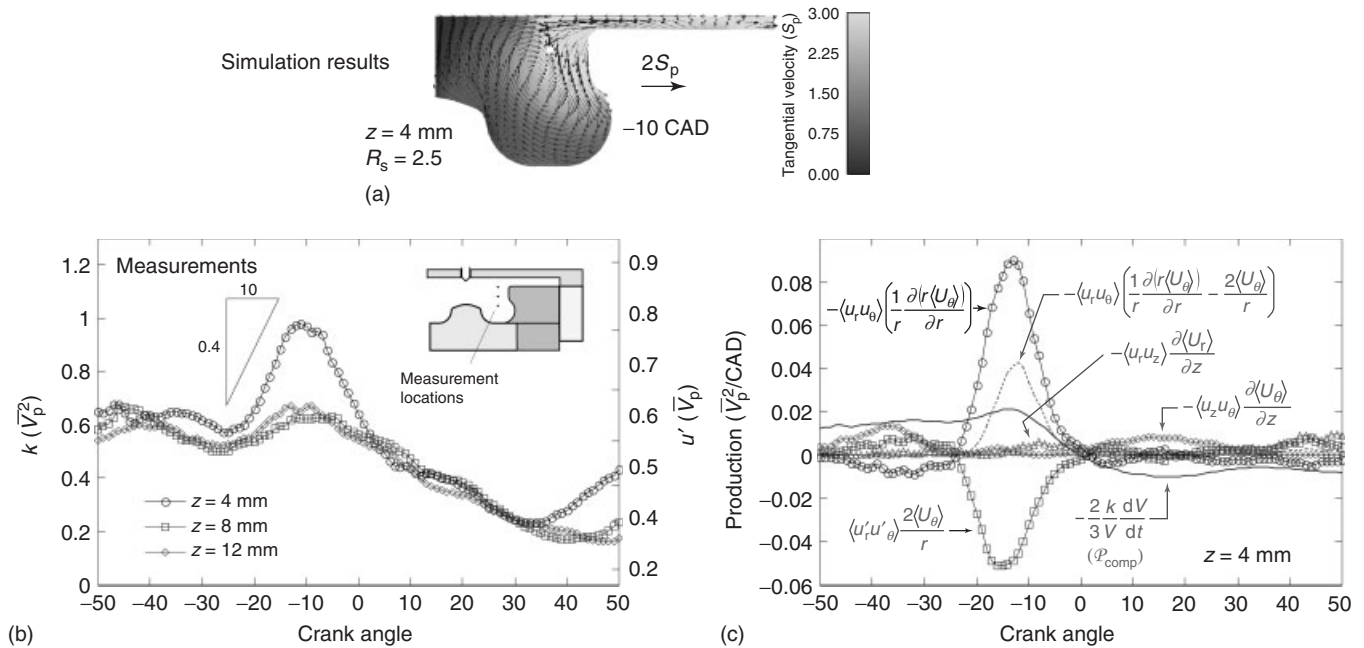 Simulation results
z = 4 mm
R_s = 2.5
2S_p
−10 CAD
Tangential velocity (S_p)
3.00
2.25
1.50
0.75
0.00
(a)
Measurements
10
0.4
Measurement
locations
k (V̅_p²)
1.2
1
0.8
0.6
0.4
0.2
0
u′ (V̅_p)
0.9
0.8
0.7
0.6
0.5
0.4
0.2
z = 4 mm
z = 8 mm
z = 12 mm
−50 −40 −30 −20 −10 0 10 20 30 40 50
Crank angle
(b)
Production (V̅_p²/CAD)
0.08
0.06
0.04
0.02
0
−0.02
−0.04
−0.06
−⟨u_r u_θ⟩(1/r ∂(r⟨U_θ⟩)/∂r)
−⟨u_r u_θ⟩(1/r ∂(r⟨U_θ⟩)/∂r − 2⟨U_θ⟩/r)
−⟨u_r u_z⟩ ∂⟨U_r⟩/∂z
−⟨u_z u_θ⟩ ∂⟨U_θ⟩/∂z
⟨u′_r u′_θ⟩ 2⟨U_θ⟩/r
−2/3 k/V dV/dt
(𝒫_comp)
z = 4 mm
−50 −40 −30 −20 −10 0 10 20 30 40 50
Crank angle
(c)